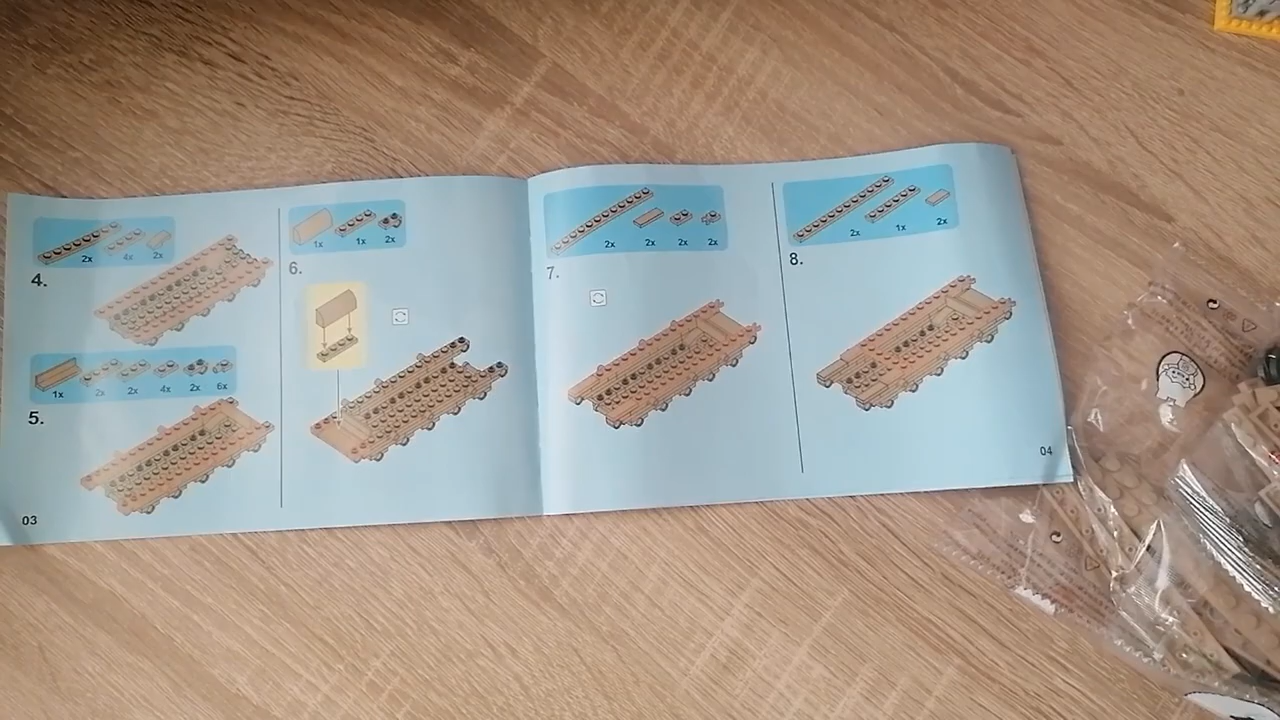 2x 4x 2x
4.
1x 2x 2x 4x 2x 6x
5.
03
1x 1x 2x
6.
2x 2x 2x 2x
7.
2x 1x 2x
8.
04